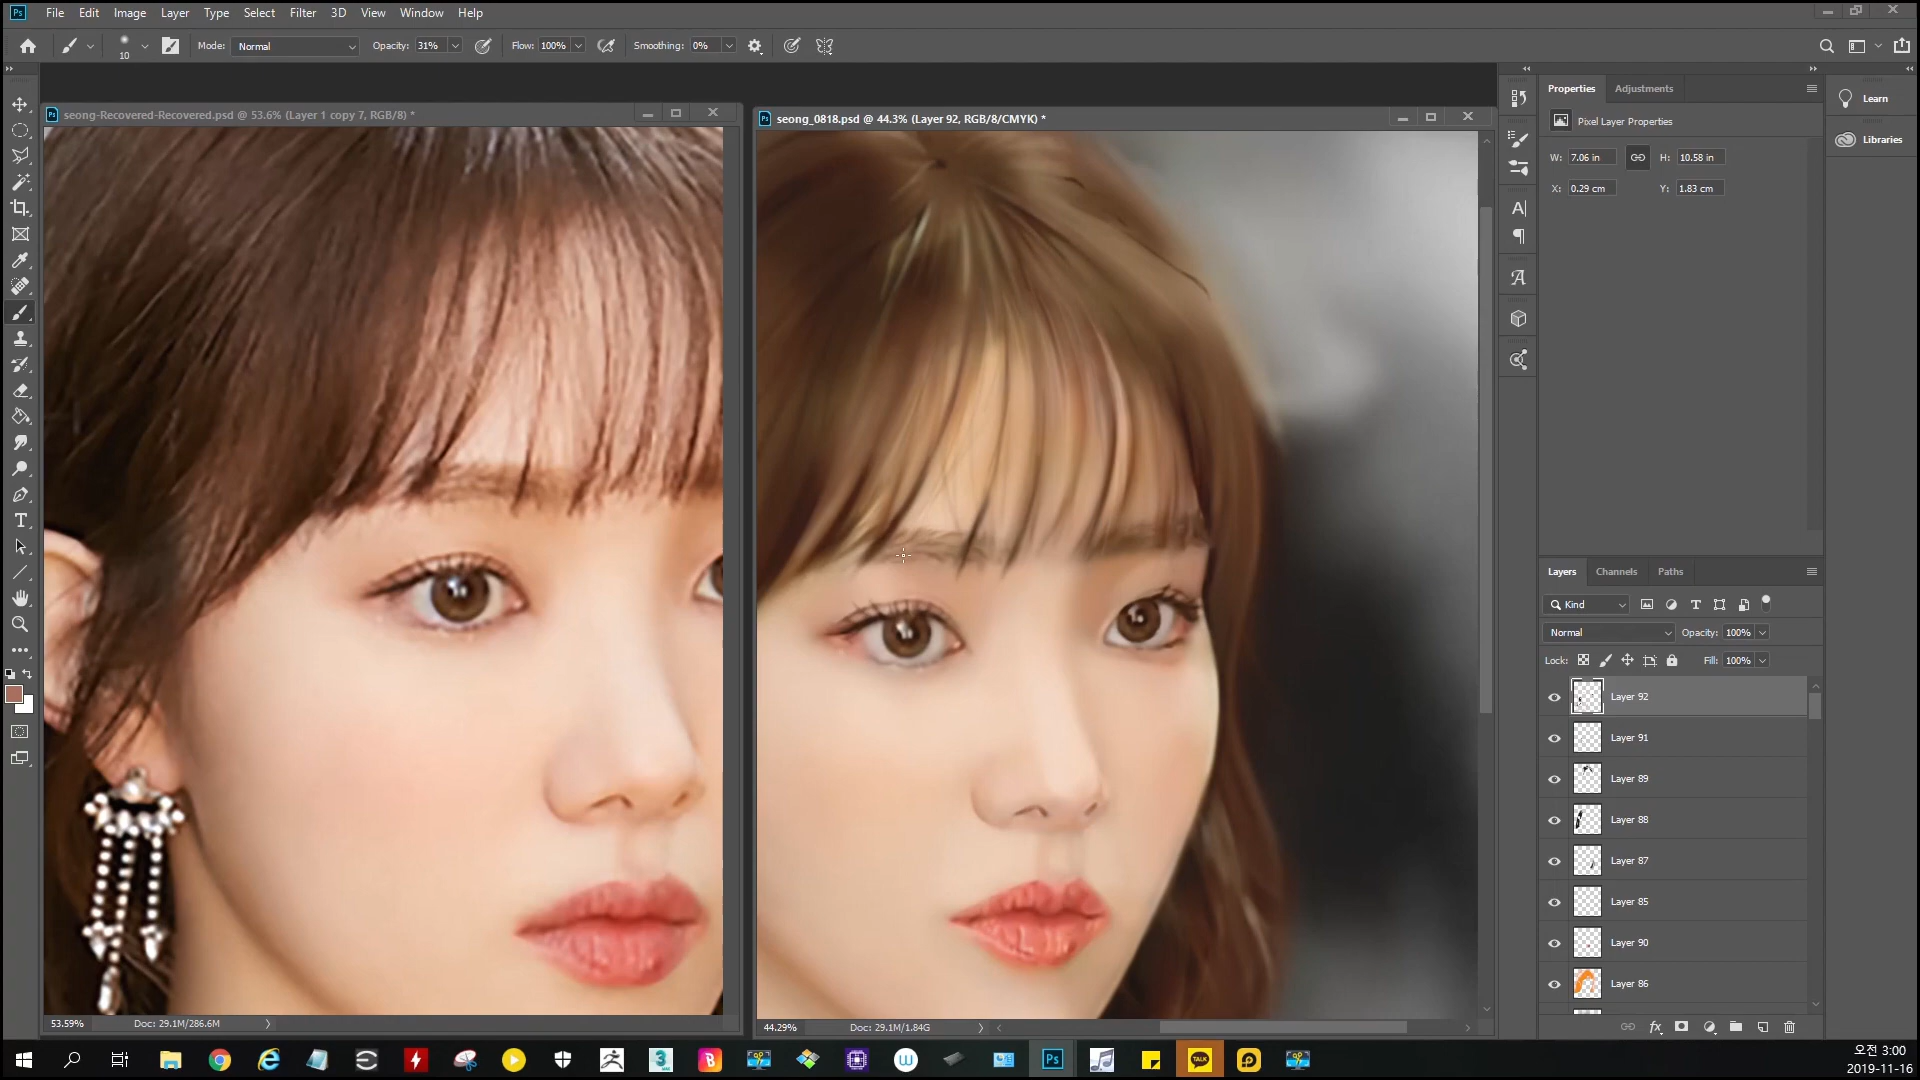 Ps File Edit Image Layer Type Select Filter 3D View Window Help
10 Mode: Normal Opacity: 31% Flow: 100% Smoothing: 0%
seong-Recovered-Recovered.psd @ 53.6% (Layer 1 copy 7, RGB/8) *
seong_0818.psd @ 44.3% (Layer 92, RGB/8/CMYK) *
Properties Adjustments
Learn
Pixel Layer Properties
Libraries
W: 7.06 in H: 10.58 in
X: 0.29 cm Y: 1.83 cm
Layers Channels Paths
Kind
Normal Opacity: 100%
Lock: Fill: 100%
Layer 92
Layer 91
Layer 89
Layer 88
Layer 87
Layer 85
Layer 90
Layer 86
53.59% Doc: 29.1M/286.6M
44.29% Doc: 29.1M/1.84G
Ps
TALK
오전 3:00
2019-11-16